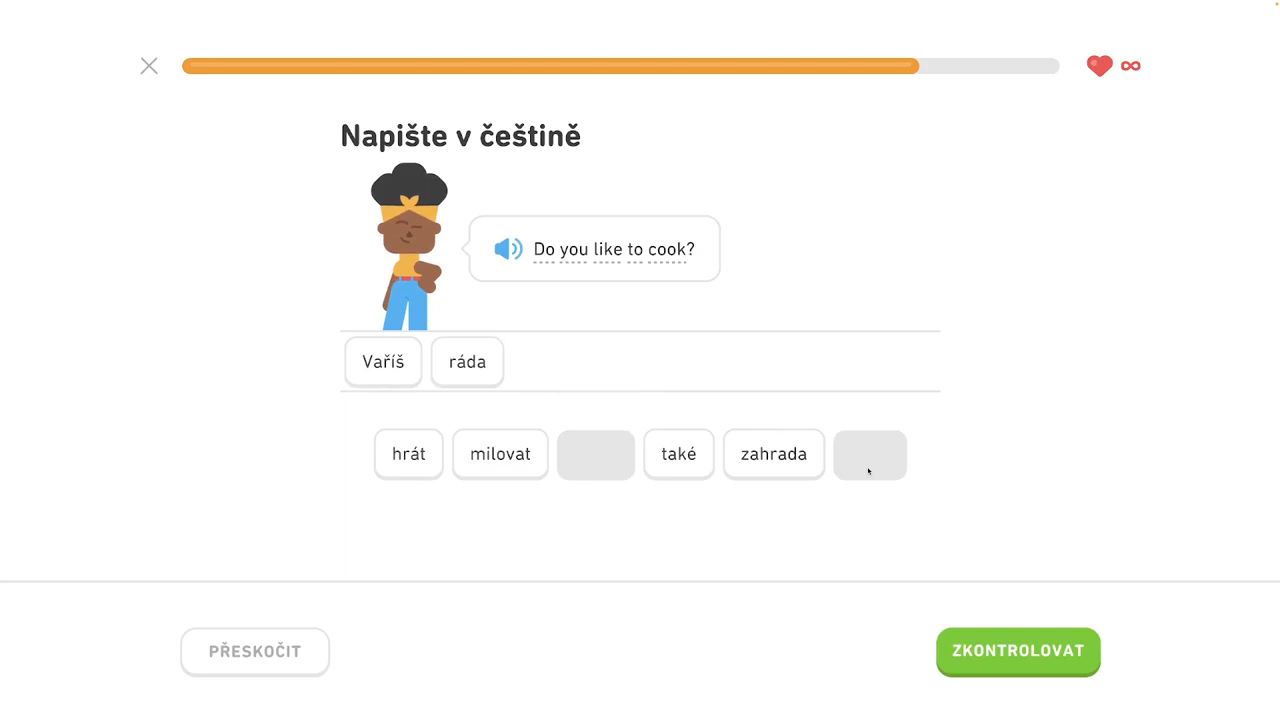 ∞
Napište v češtině
Do you like to cook?
Vaříš ráda
hrát milovat také zahrada
PŘESKOČIT ZKONTROLOVAT